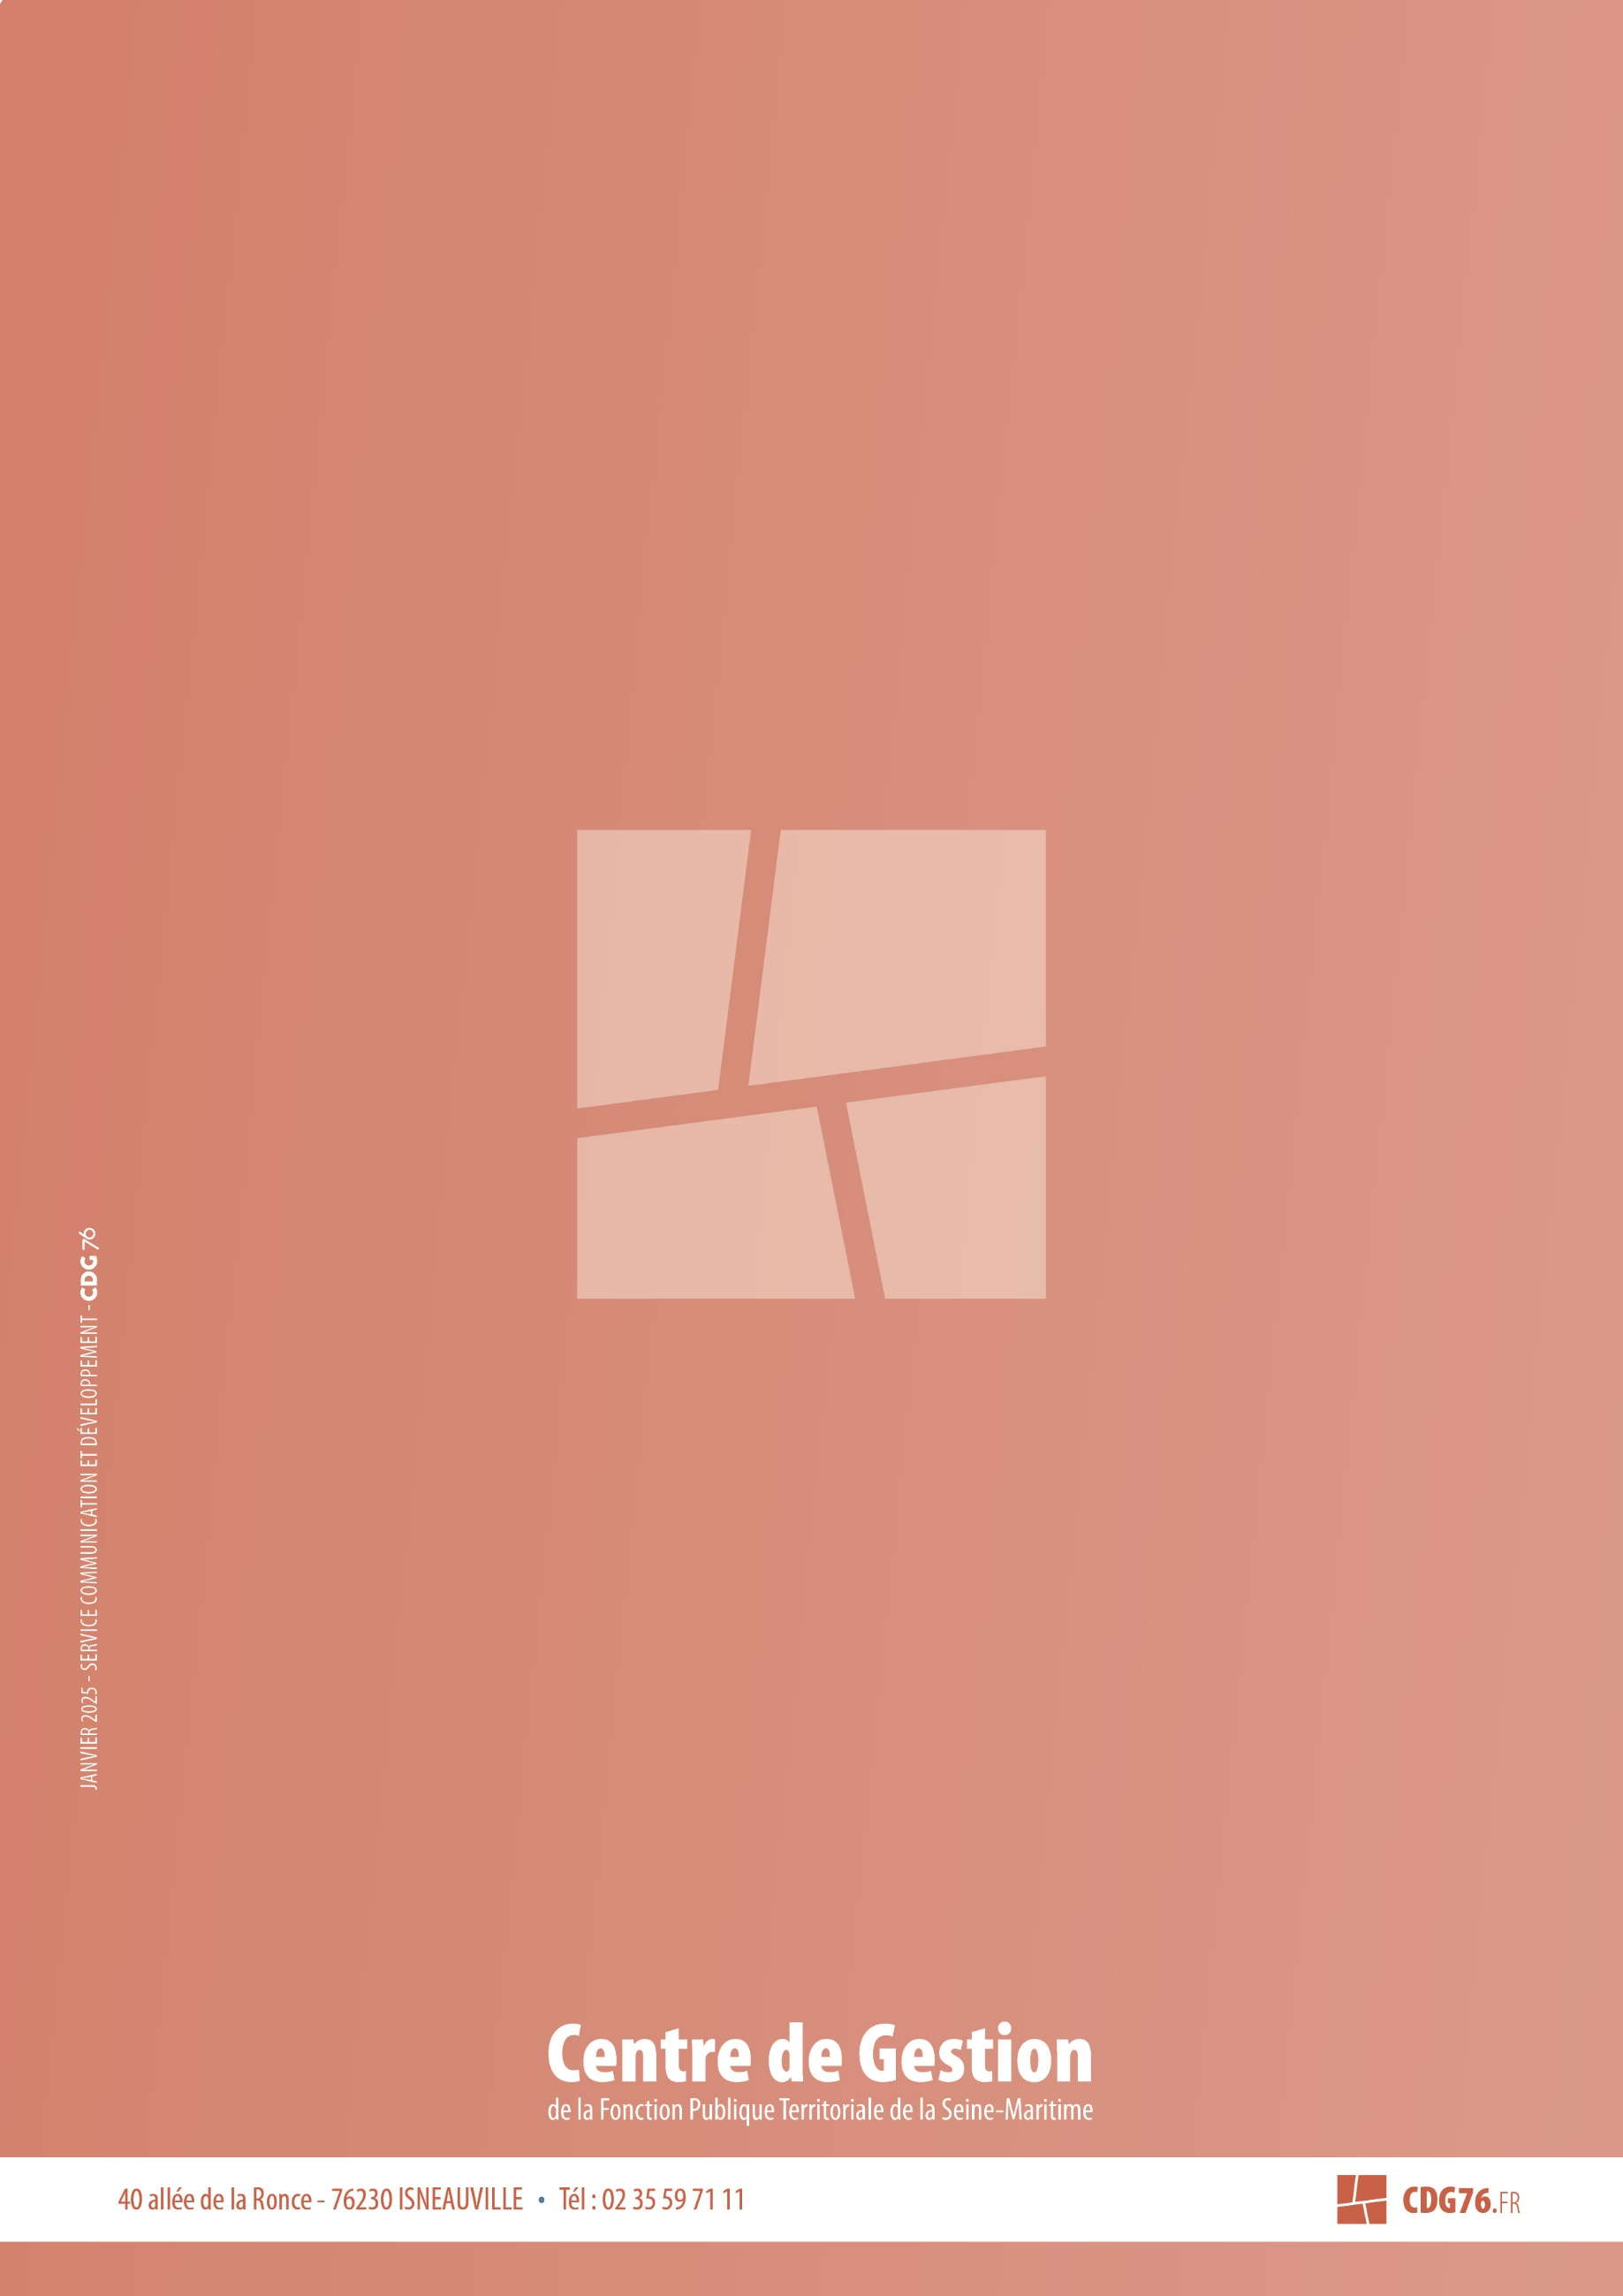 JANVIER 2025 - SERVICE COMMUNICATION ET DÉVELOPPEMENT - CDG 76
Centre de Gestion
de la Fonction Publique Territoriale de la Seine-Maritime
40 allée de la Ronce - 76230 ISNEAUVILLE • Tél : 02 35 59 71 11
CDG76.FR